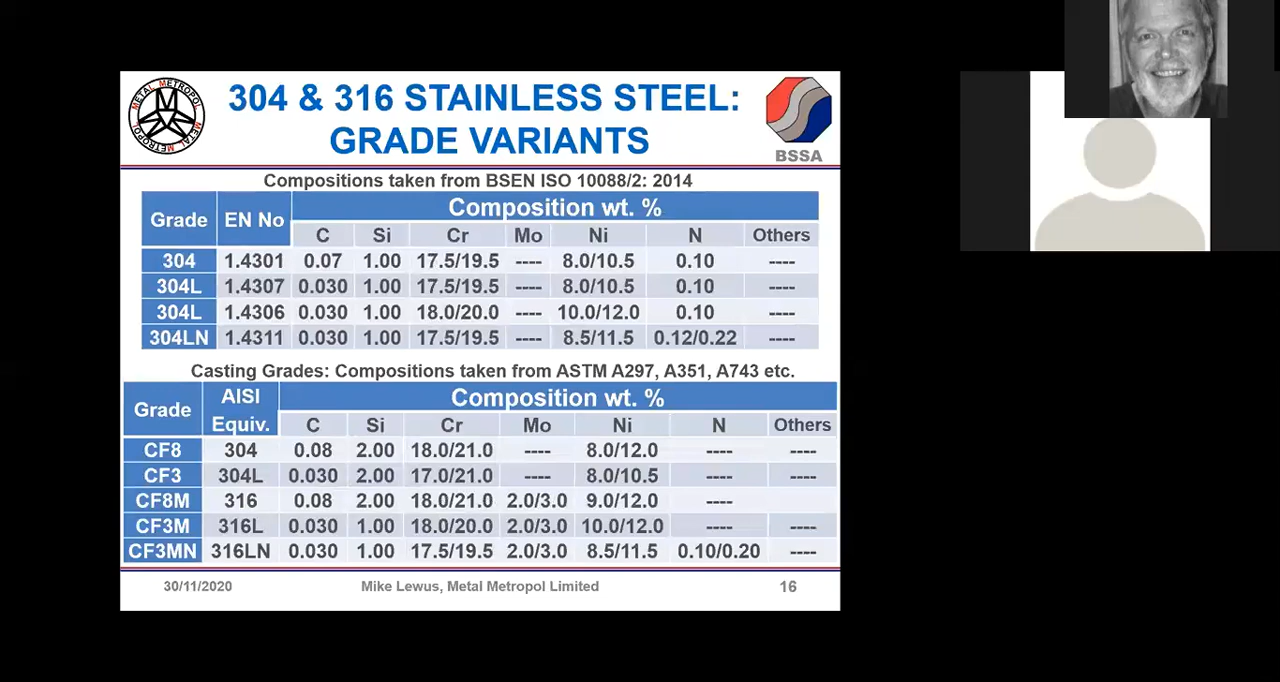 METAL METROPOL METAL METROPOL
304 & 316 STAINLESS STEEL:
GRADE VARIANTS
BSSA
Compositions taken from BSEN ISO 10088/2: 2014
Grade EN No Composition wt. %
C Si Cr Mo Ni N Others
304 1.4301 0.07 1.00 17.5/19.5 ---- 8.0/10.5 0.10 ----
304L 1.4307 0.030 1.00 17.5/19.5 ---- 8.0/10.5 0.10 ----
304L 1.4306 0.030 1.00 18.0/20.0 ---- 10.0/12.0 0.10 ----
304LN 1.4311 0.030 1.00 17.5/19.5 ---- 8.5/11.5 0.12/0.22 ----
Casting Grades: Compositions taken from ASTM A297, A351, A743 etc.
Grade AISI Equiv. Composition wt. %
C Si Cr Mo Ni N Others
CF8 304 0.08 2.00 18.0/21.0 ---- 8.0/12.0 ---- ----
CF3 304L 0.030 2.00 17.0/21.0 ---- 8.0/10.5 ---- ----
CF8M 316 0.08 2.00 18.0/21.0 2.0/3.0 9.0/12.0 ----
CF3M 316L 0.030 1.00 18.0/20.0 2.0/3.0 10.0/12.0 ---- ----
CF3MN 316LN 0.030 1.00 17.5/19.5 2.0/3.0 8.5/11.5 0.10/0.20 ----
30/11/2020 Mike Lewus, Metal Metropol Limited 16